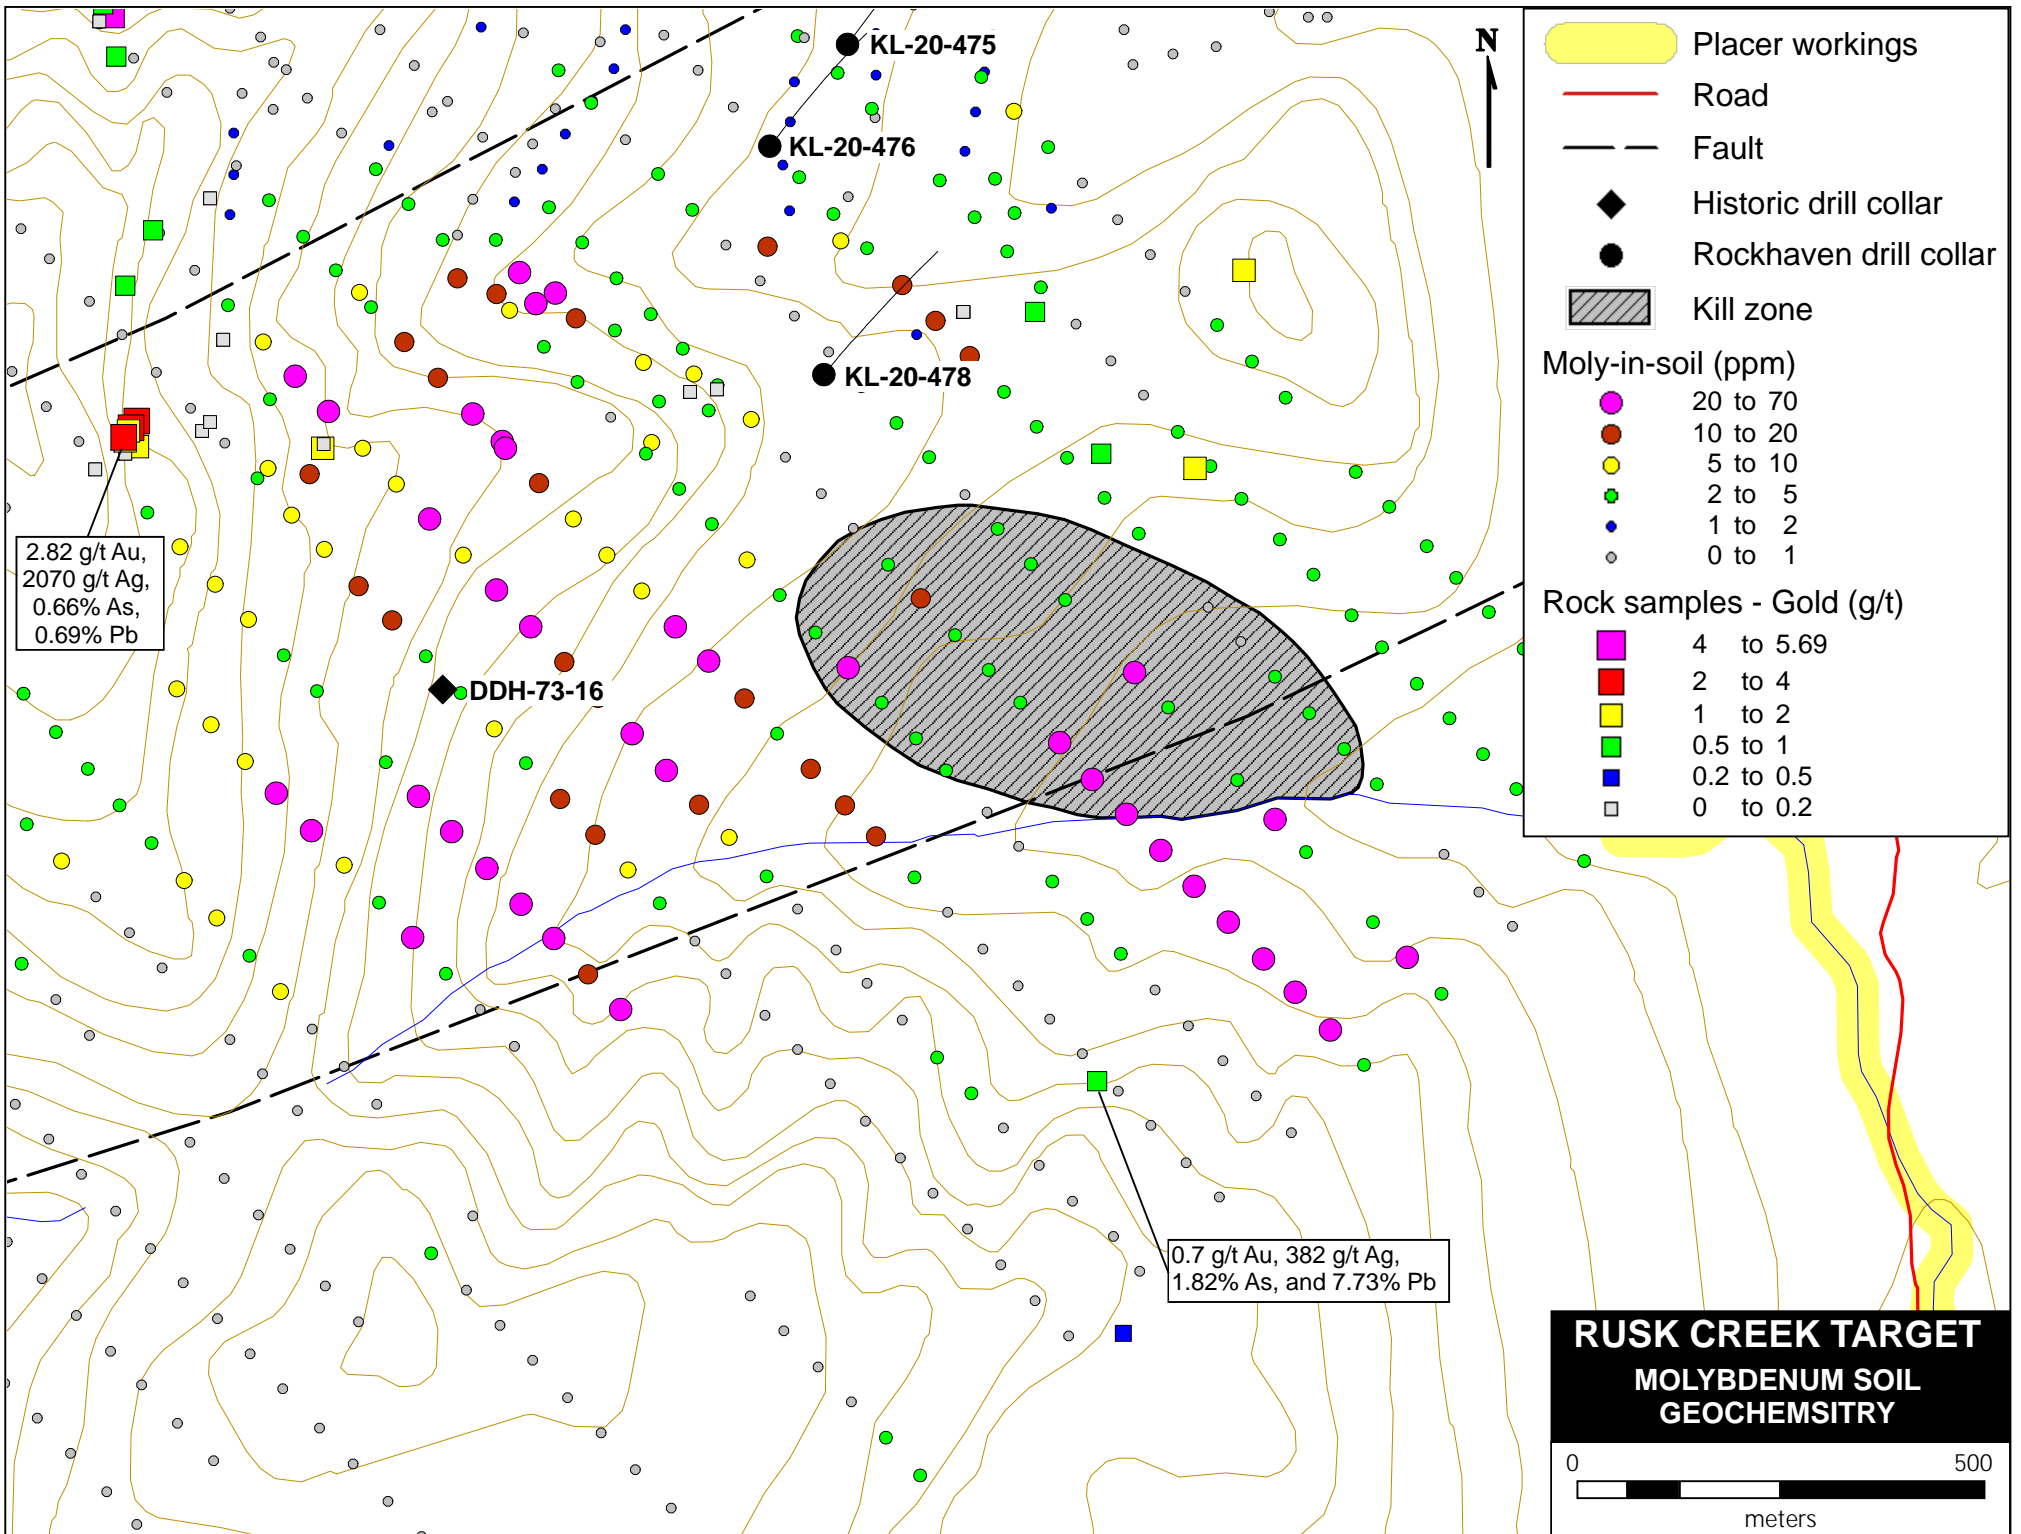 KL-20-475
KL-20-476
KL-20-478
2.82 g/t Au,
2070 g/t Ag,
0.66% As,
0.69% Pb
DDH-73-16
0.7 g/t Au, 382 g/t Ag,
1.82% As, and 7.73% Pb
N
Placer workings
Road
Fault
Historic drill collar
Rockhaven drill collar
Kill zone
Moly-in-soil (ppm)
20 to 70
10 to 20
5 to 10
2 to 5
1 to 2
0 to 1
Rock samples - Gold (g/t)
4 to 5.69
2 to 4
1 to 2
0.5 to 1
0.2 to 0.5
0 to 0.2
RUSK CREEK TARGET
MOLYBDENUM SOIL
GEOCHEMSITRY
0 500
meters